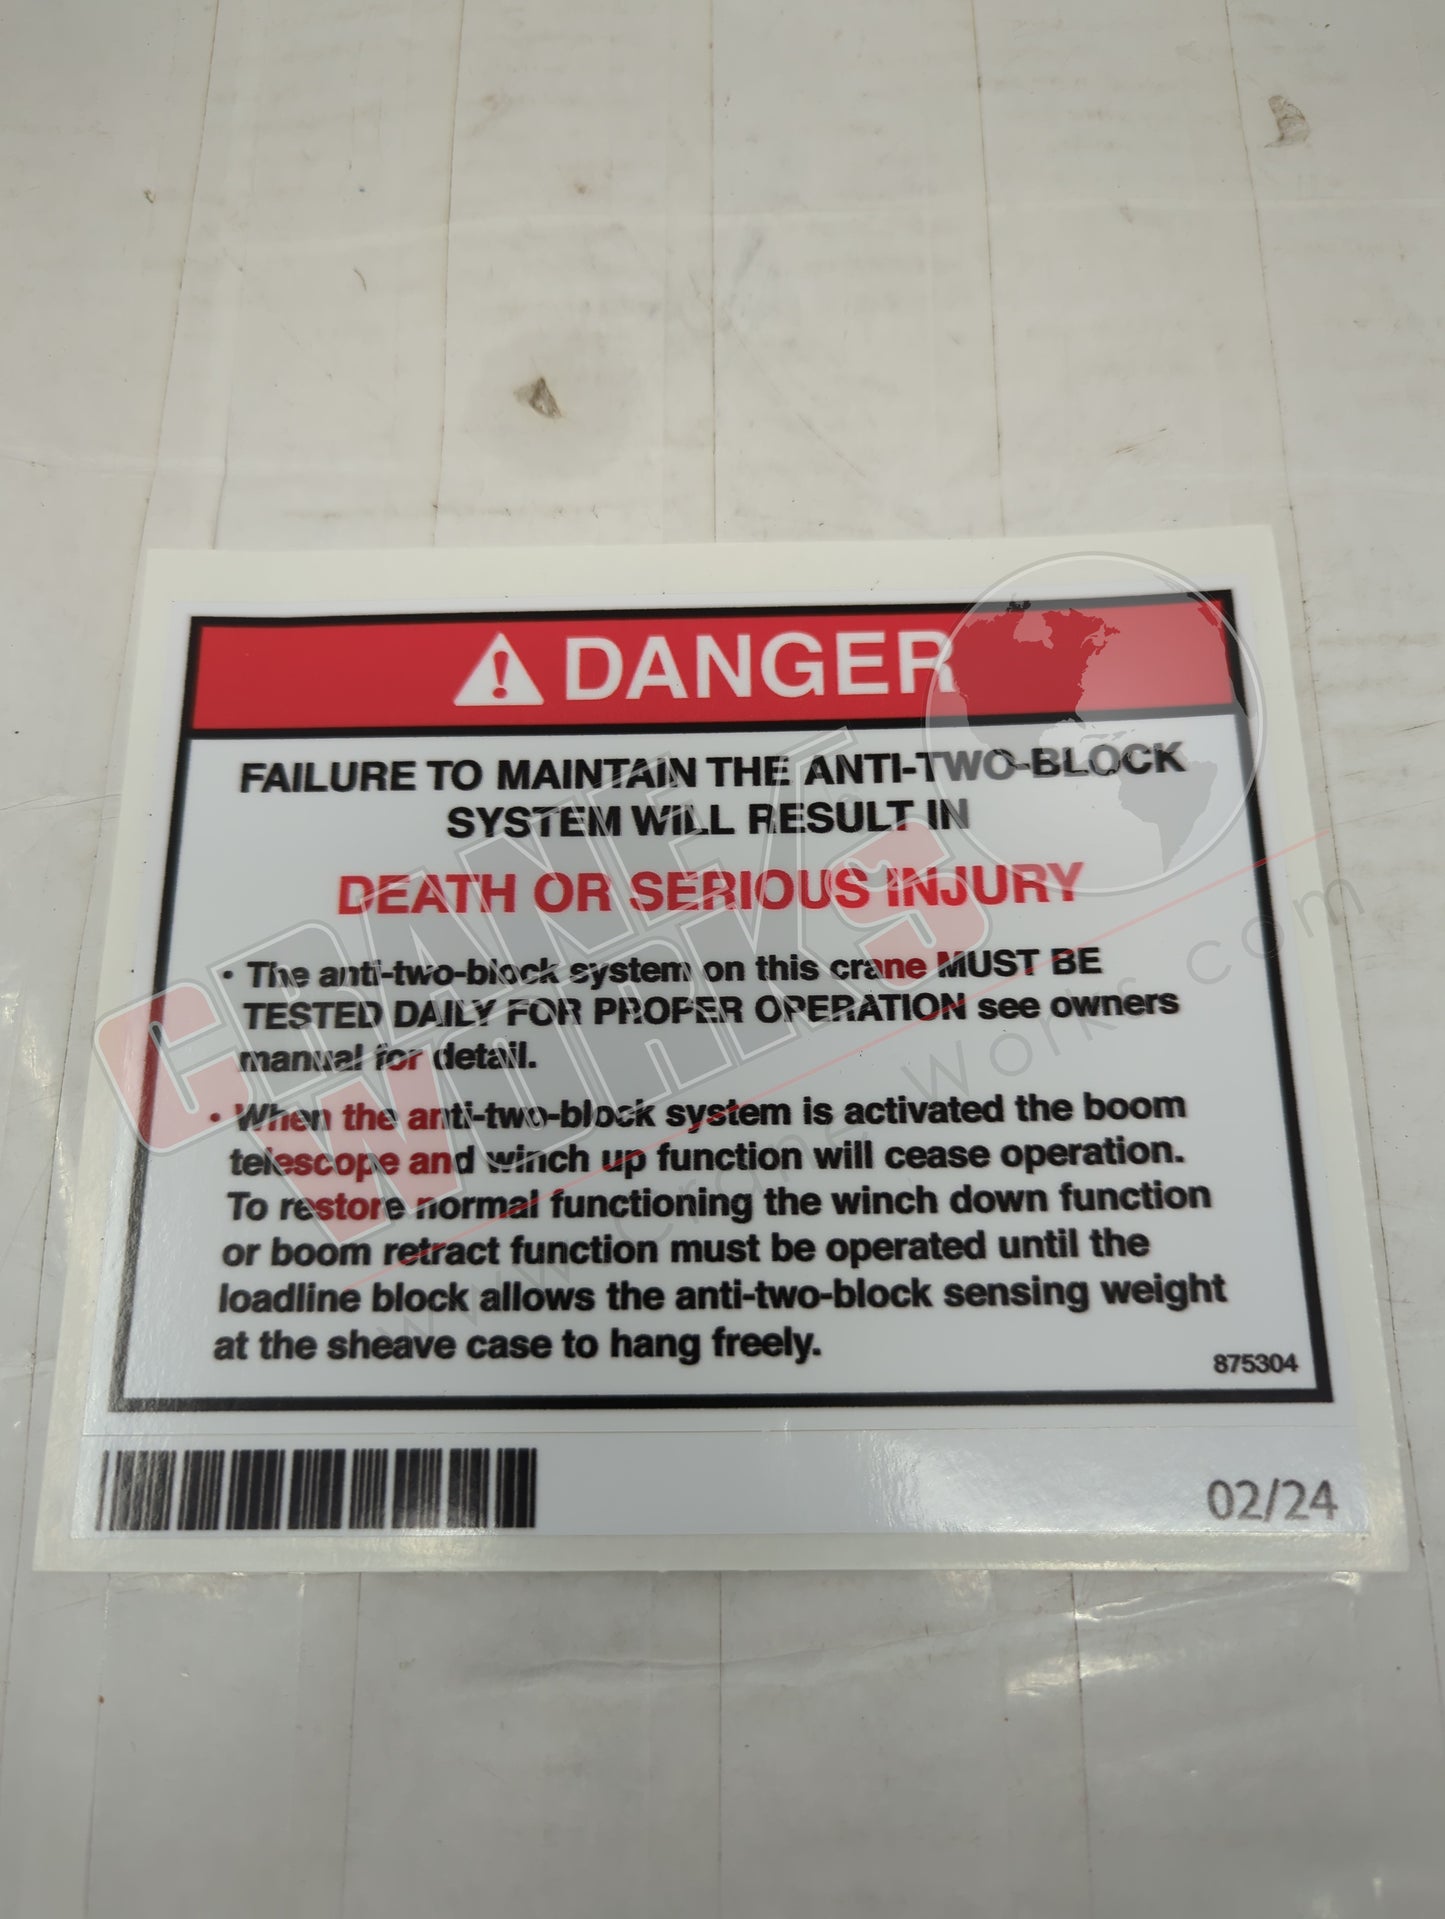 DANGER
FAILURE TO MAINTAIN THE ANTI-TWO-BLOCK
SYSTEM WILL RESULT IN
DEATH OR SERIOUS INJURY
• The anti-two-block system on this crane MUST BE
TESTED DAILY FOR PROPER OPERATION see owners
manual for detail.
• When the anti-two-block system is activated the boom
telescope and winch up function will cease operation.
To restore normal functioning the winch down function
or boom retract function must be operated until the
loadline block allows the anti-two-block sensing weight
at the sheave case to hang freely.
875304
02/24
CRANE
WORKS
www.crane-works.com